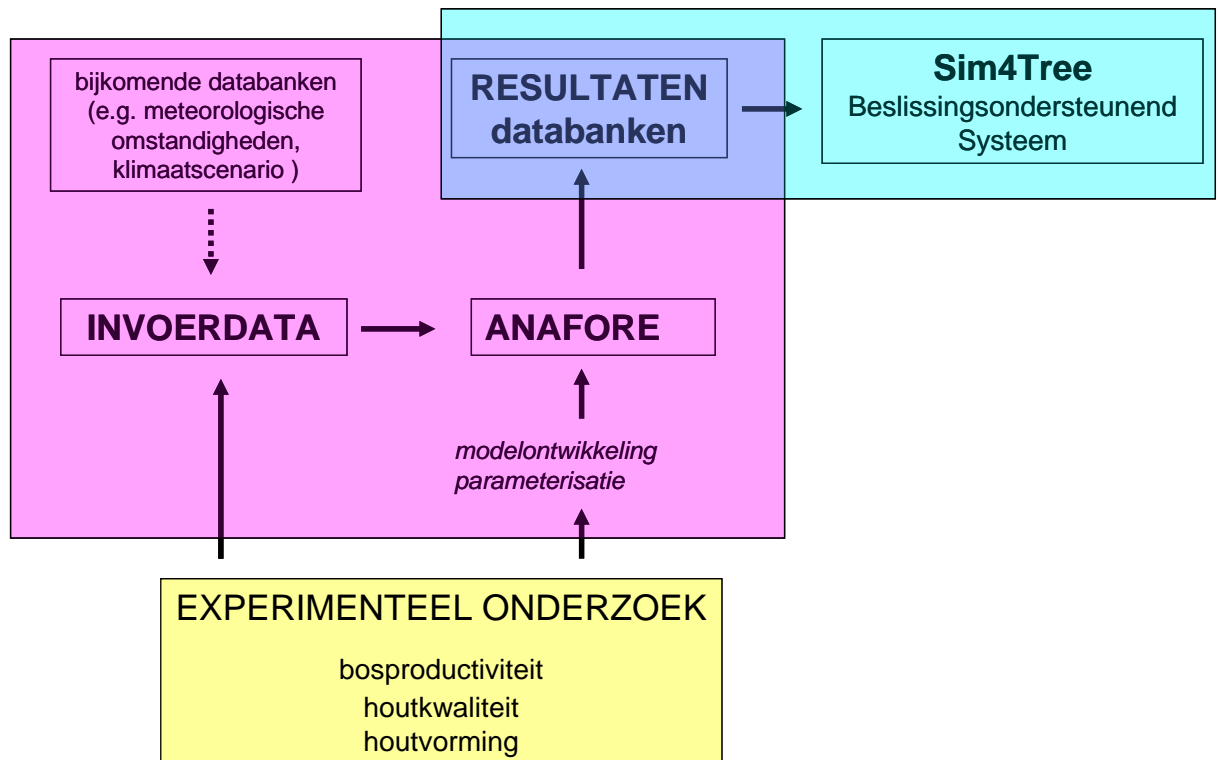 bijkomende databanken
(e.g. meteorologische
omstandigheden,
klimaatscenario )
RESULTATEN
databanken
Sim4Tree
Beslissingsondersteunend
Systeem
INVOERDATA
ANAFORE
modelontwikkeling
parameterisatie
EXPERIMENTEEL ONDERZOEK
bosproductiviteit
houtkwaliteit
houtvorming